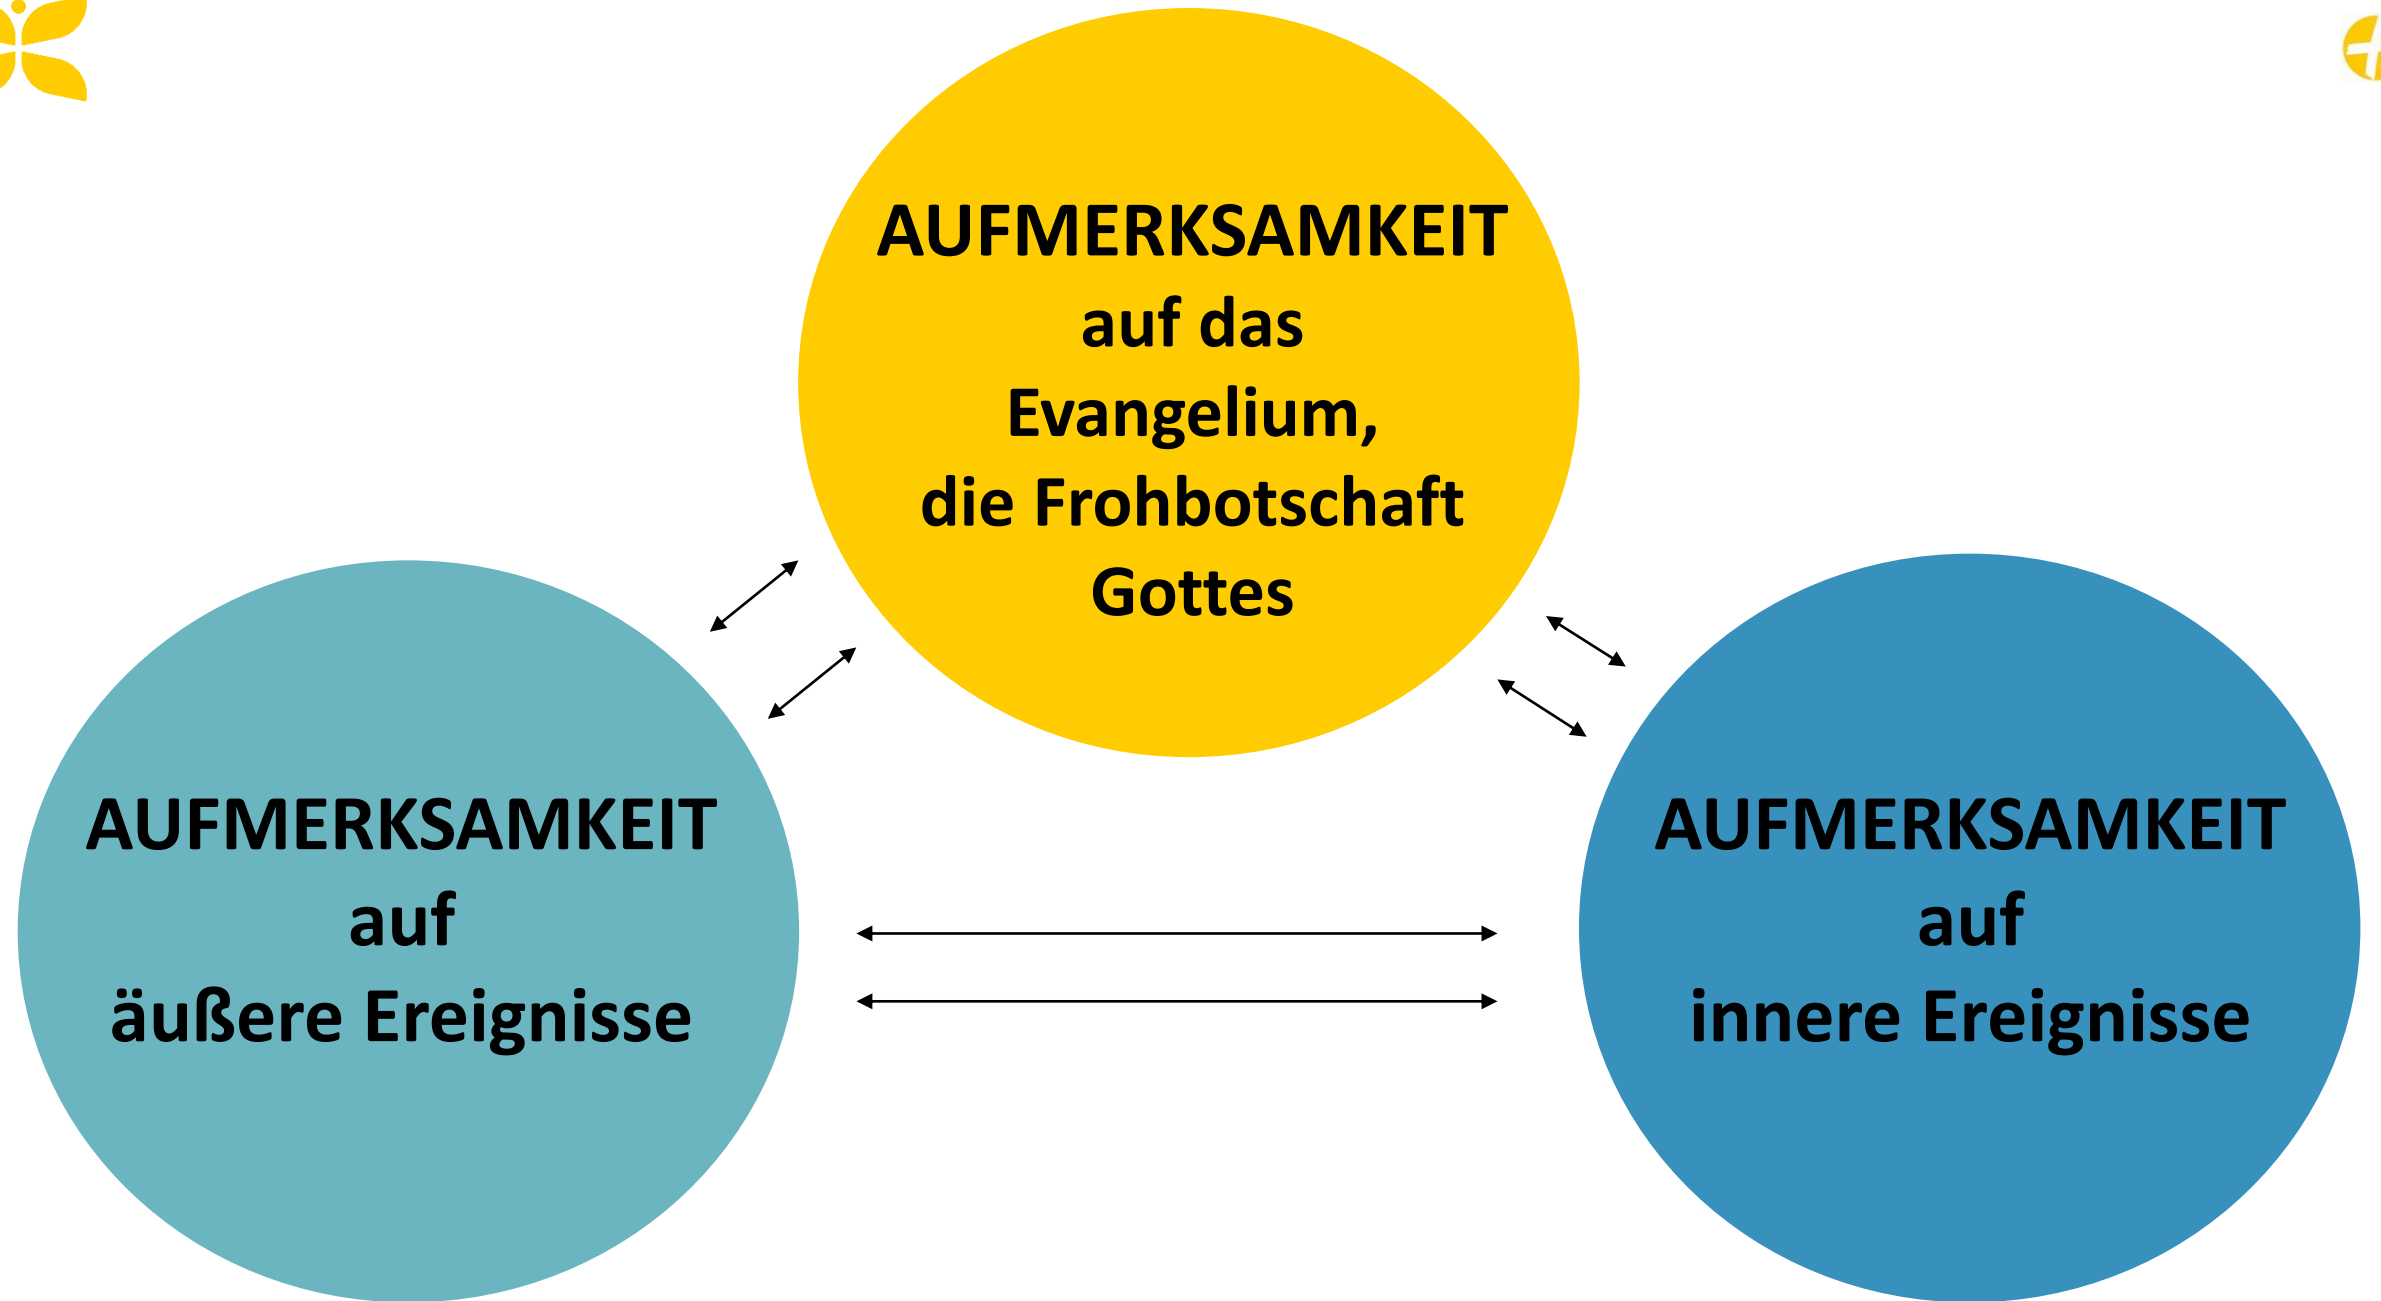 AUFMERKSAMKEIT
auf das
Evangelium,
die Frohbotschaft
Gottes
AUFMERKSAMKEIT
auf
äußere Ereignisse
AUFMERKSAMKEIT
auf
innere Ereignisse